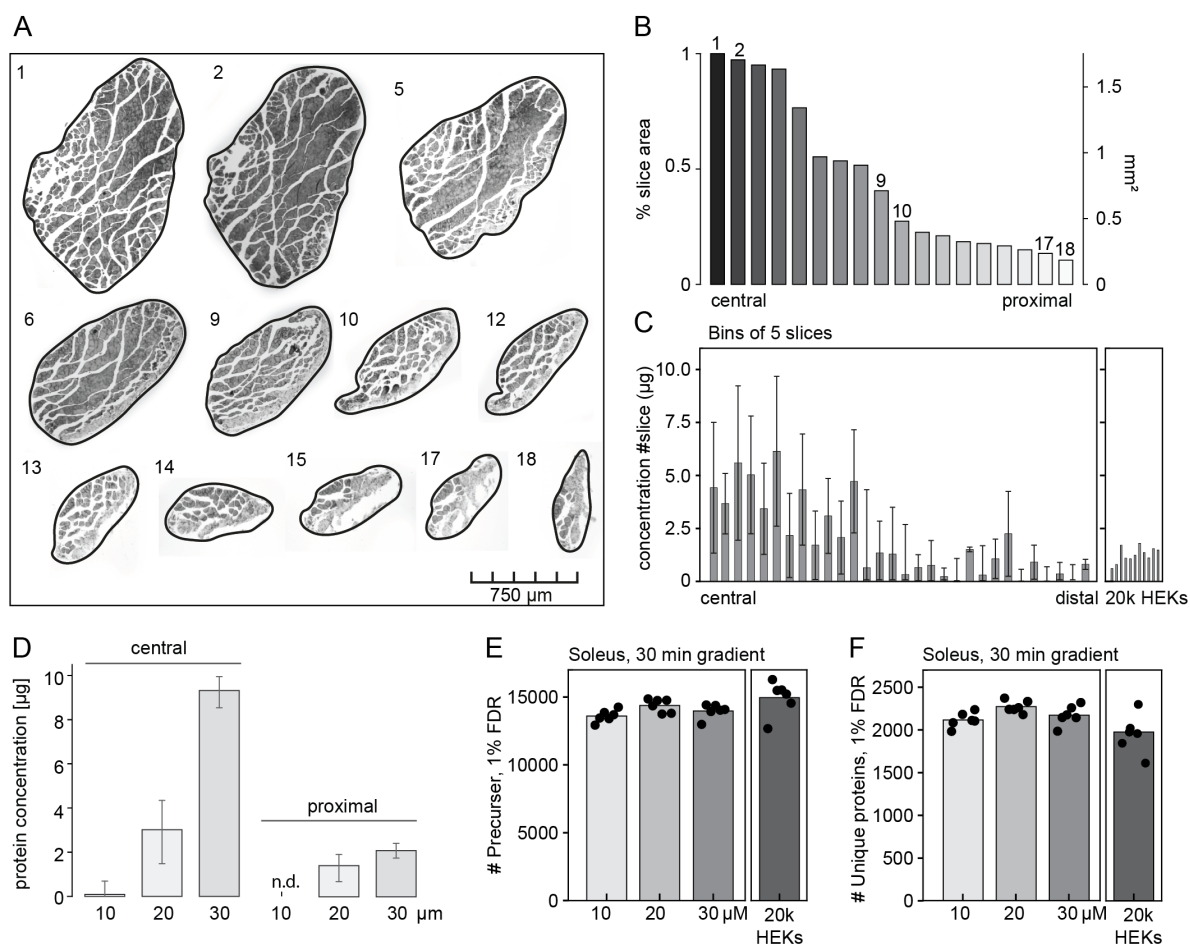 A
1
2
5
6
9
10
12
13
14
15
17
18
750 µm
B
% slice area
1
0.5
0
1
2
9
10
17
18
1.5
1
0.5
0
mm²
central
proximal
C
Bins of 5 slices
concentration #slice (µg)
10.0
7.5
5.0
2.5
0
central
distal
20k HEKs
D
central
protein concentration [µg]
10
8
6
4
2
0
proximal
n.d.
10
20
30
10
20
30
µm
E
Soleus, 30 min gradient
# Precurser, 1% FDR
15000
10000
5000
0
10
20
30 µM
20k
HEKs
F
Soleus, 30 min gradient
# Unique proteins, 1% FDR
2500
2000
1500
1000
500
0
10
20
30 µM
20k
HEKs